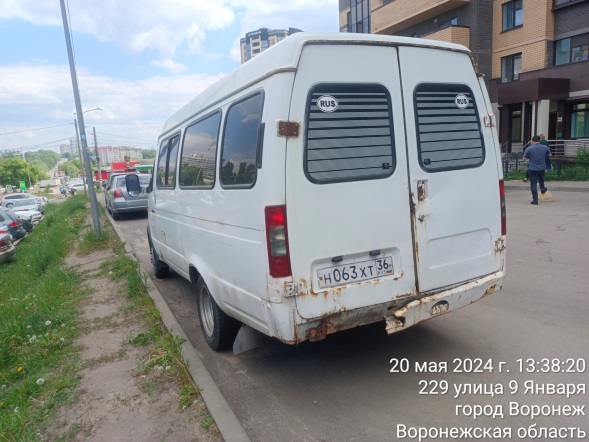 RUS
RUS
Н063ХТ 36
20 мая 2024 г. 13:38:20
229 улица 9 Января
город Воронеж
Воронежская область